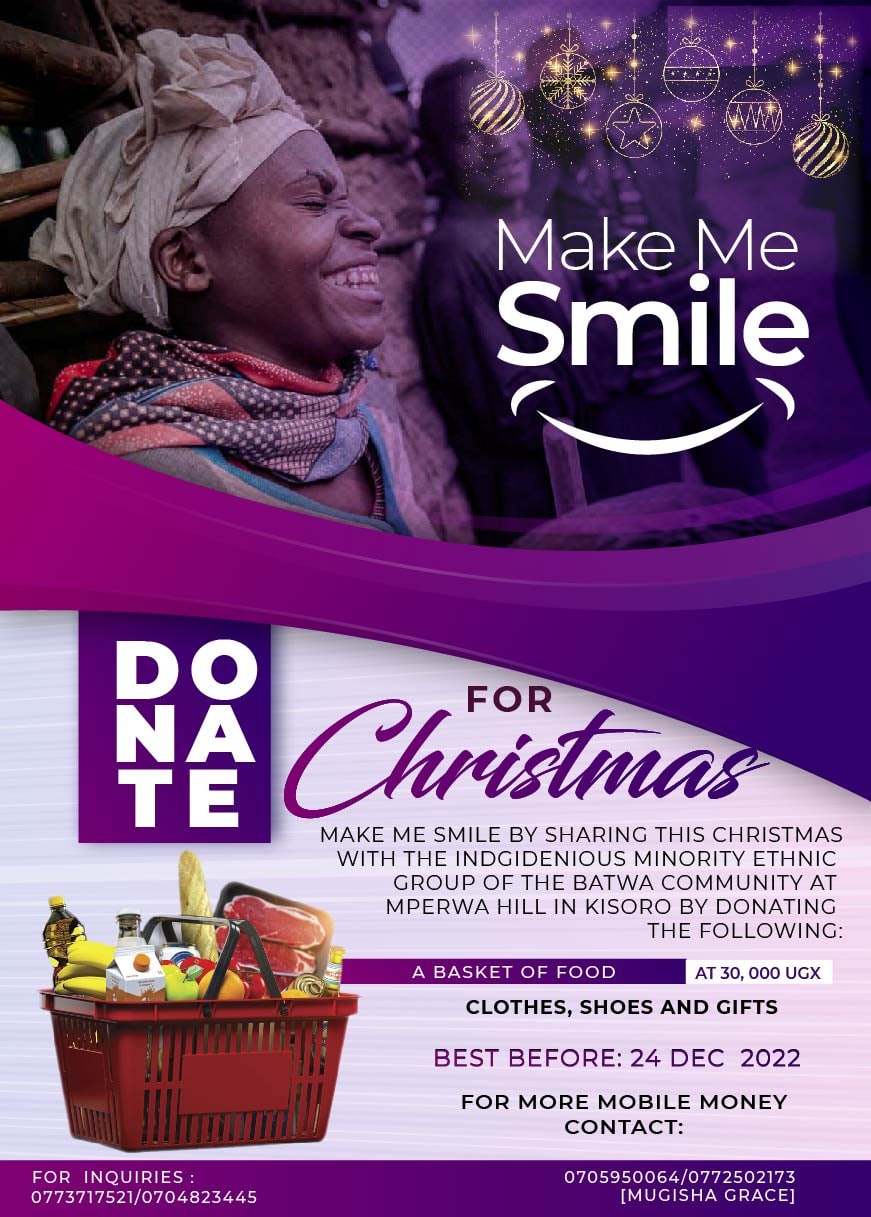 Make Me
Smile
DO
NA
TE
FOR
Christmas
MAKE ME SMILE BY SHARING THIS CHRISTMAS
WITH THE INDGIDENIOUS MINORITY ETHNIC
GROUP OF THE BATWA COMMUNITY AT
MPERWA HILL IN KISORO BY DONATING
THE FOLLOWING:
A BASKET OF FOOD AT 30, 000 UGX
CLOTHES, SHOES AND GIFTS
BEST BEFORE: 24 DEC 2022
FOR MORE MOBILE MONEY
CONTACT:
FOR INQUIRIES :
0773717521/0704823445
0705950064/0772502173
[MUGISHA GRACE]